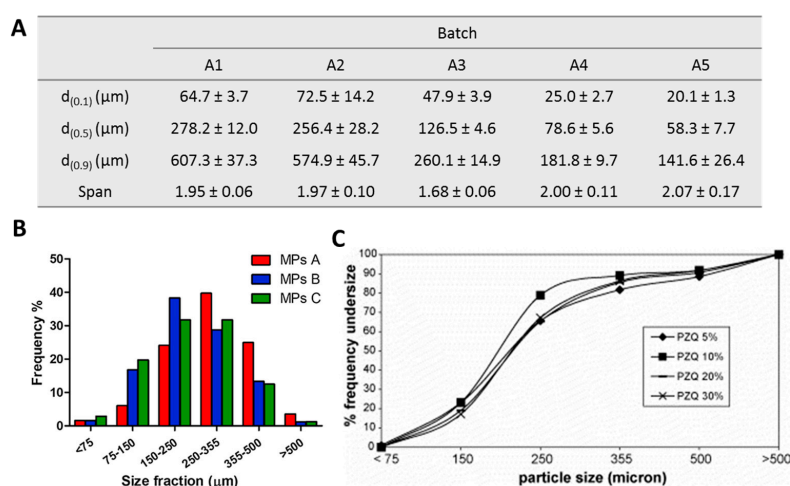 A
Batch
A1 A2 A3 A4 A5
d(0.1) (μm) 64.7 ± 3.7 72.5 ± 14.2 47.9 ± 3.9 25.0 ± 2.7 20.1 ± 1.3
d(0.5) (μm) 278.2 ± 12.0 256.4 ± 28.2 126.5 ± 4.6 78.6 ± 5.6 58.3 ± 7.7
d(0.9) (μm) 607.3 ± 37.3 574.9 ± 45.7 260.1 ± 14.9 181.8 ± 9.7 141.6 ± 26.4
Span 1.95 ± 0.06 1.97 ± 0.10 1.68 ± 0.06 2.00 ± 0.11 2.07 ± 0.17
B
Frequency %
50
40
30
20
10
0
MPs A
MPs B
MPs C
<75 75-150 150-250 250-355 355-500 >500
Size fraction (μm)
C
% frequency undersize
100
90
80
70
60
50
40
30
20
10
0
PZQ 5%
PZQ 10%
PZQ 20%
PZQ 30%
< 75 150 250 355 500 >500
particle size (micron)